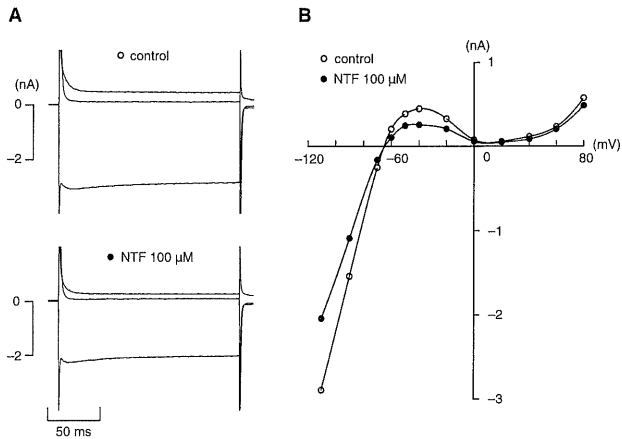 A
control
(nA)
0
−2
NTF 100 µM
0
−2
50 ms
B
(nA)
control
NTF 100 µM
1
−120
−60
0
80
(mV)
−1
−2
−3